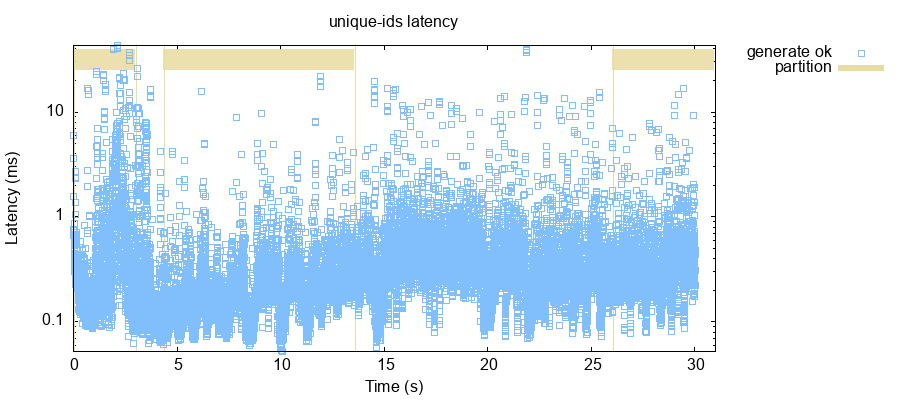 unique-ids latency
generate ok
partition
10
1
0.1
Latency (ms)
0 5 10 15 20 25 30
Time (s)